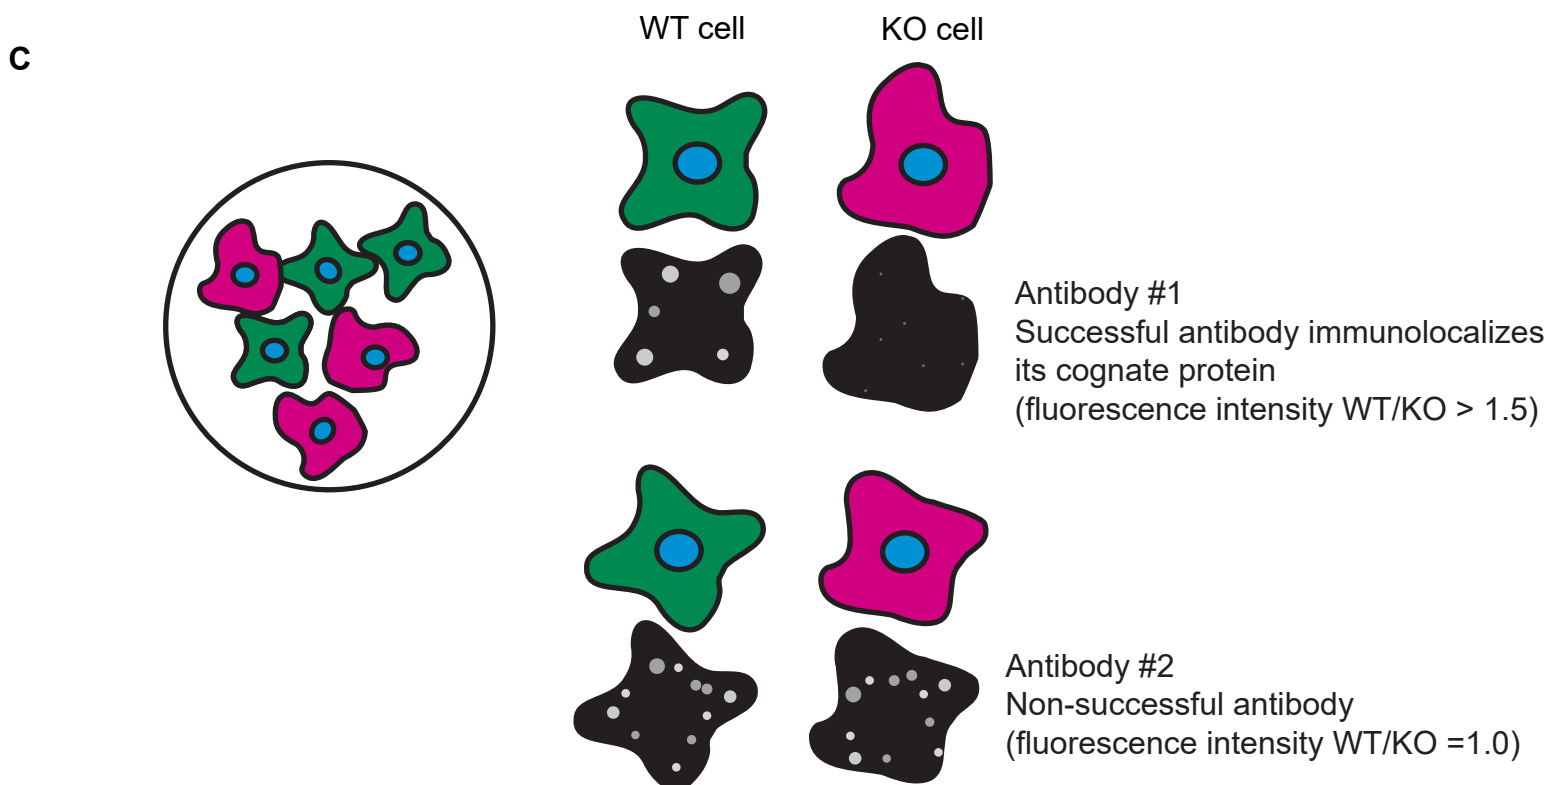 C
WT cell
KO cell
Antibody #1
Successful antibody immunolocalizes
its cognate protein
(fluorescence intensity WT/KO > 1.5)
Antibody #2
Non-successful antibody
(fluorescence intensity WT/KO =1.0)